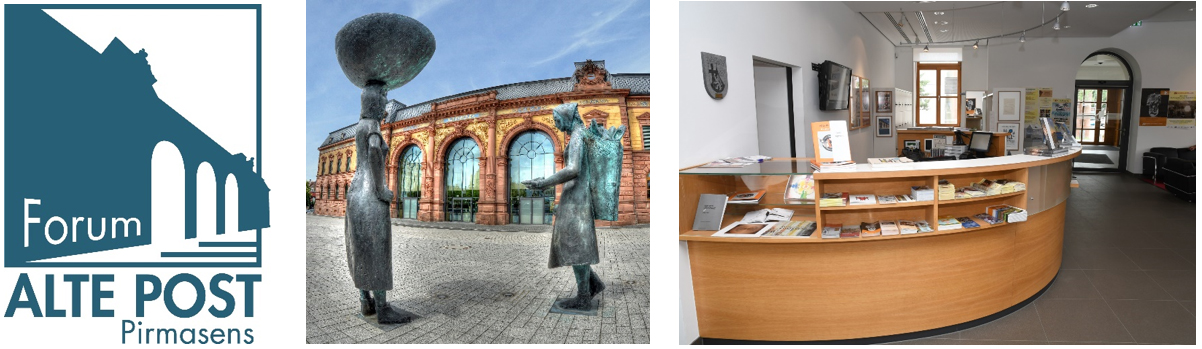 Forum
ALTE POST
Pirmasens